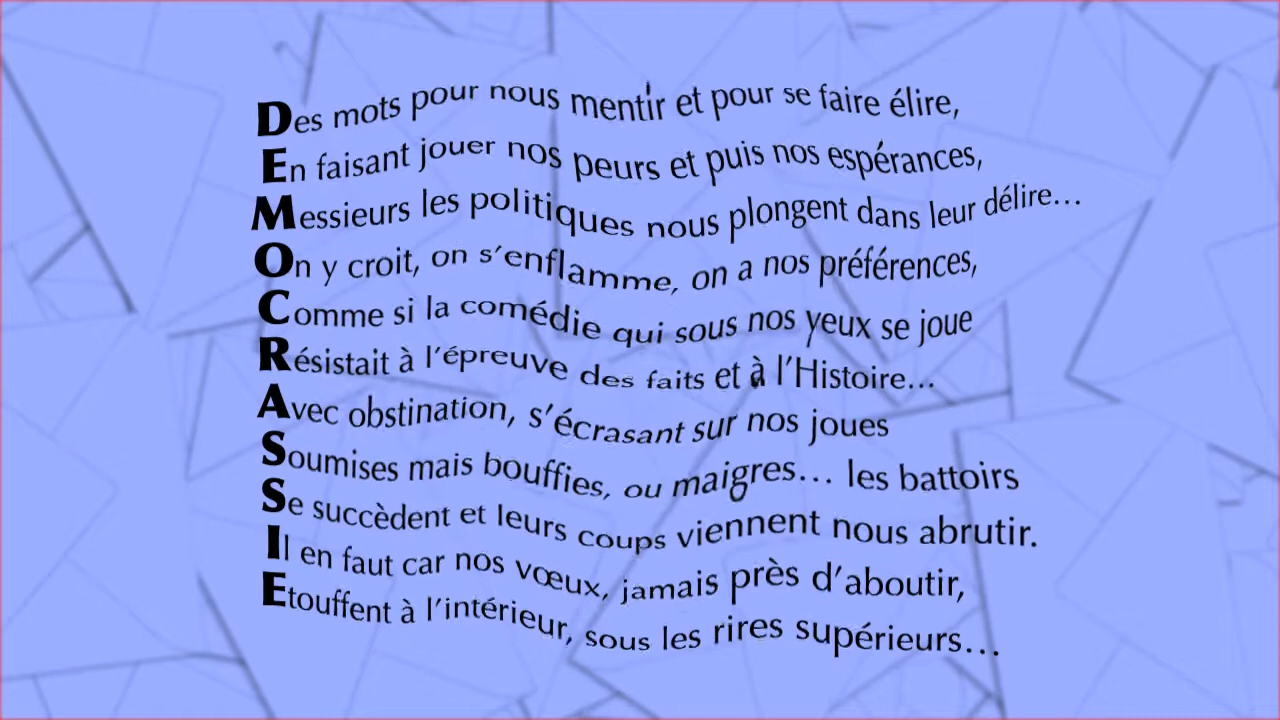 Des mots pour nous mentir et pour se faire élire,
En faisant jouer nos peurs et puis nos espérances,
Messieurs les politiques nous plongent dans leur délire…
On y croit, on s’enflamme, on a nos préférences,
Comme si la comédie qui sous nos yeux se joue
Résistait à l’épreuve des faits et à l’Histoire…
Avec obstination, s’écrasant sur nos joues
Soumises mais bouffies, ou maigres… les battoirs
Se succèdent et leurs coups viennent nous abrutir.
Il en faut car nos vœux, jamais près d’aboutir,
Etouffent à l’intérieur, sous les rires supérieurs…